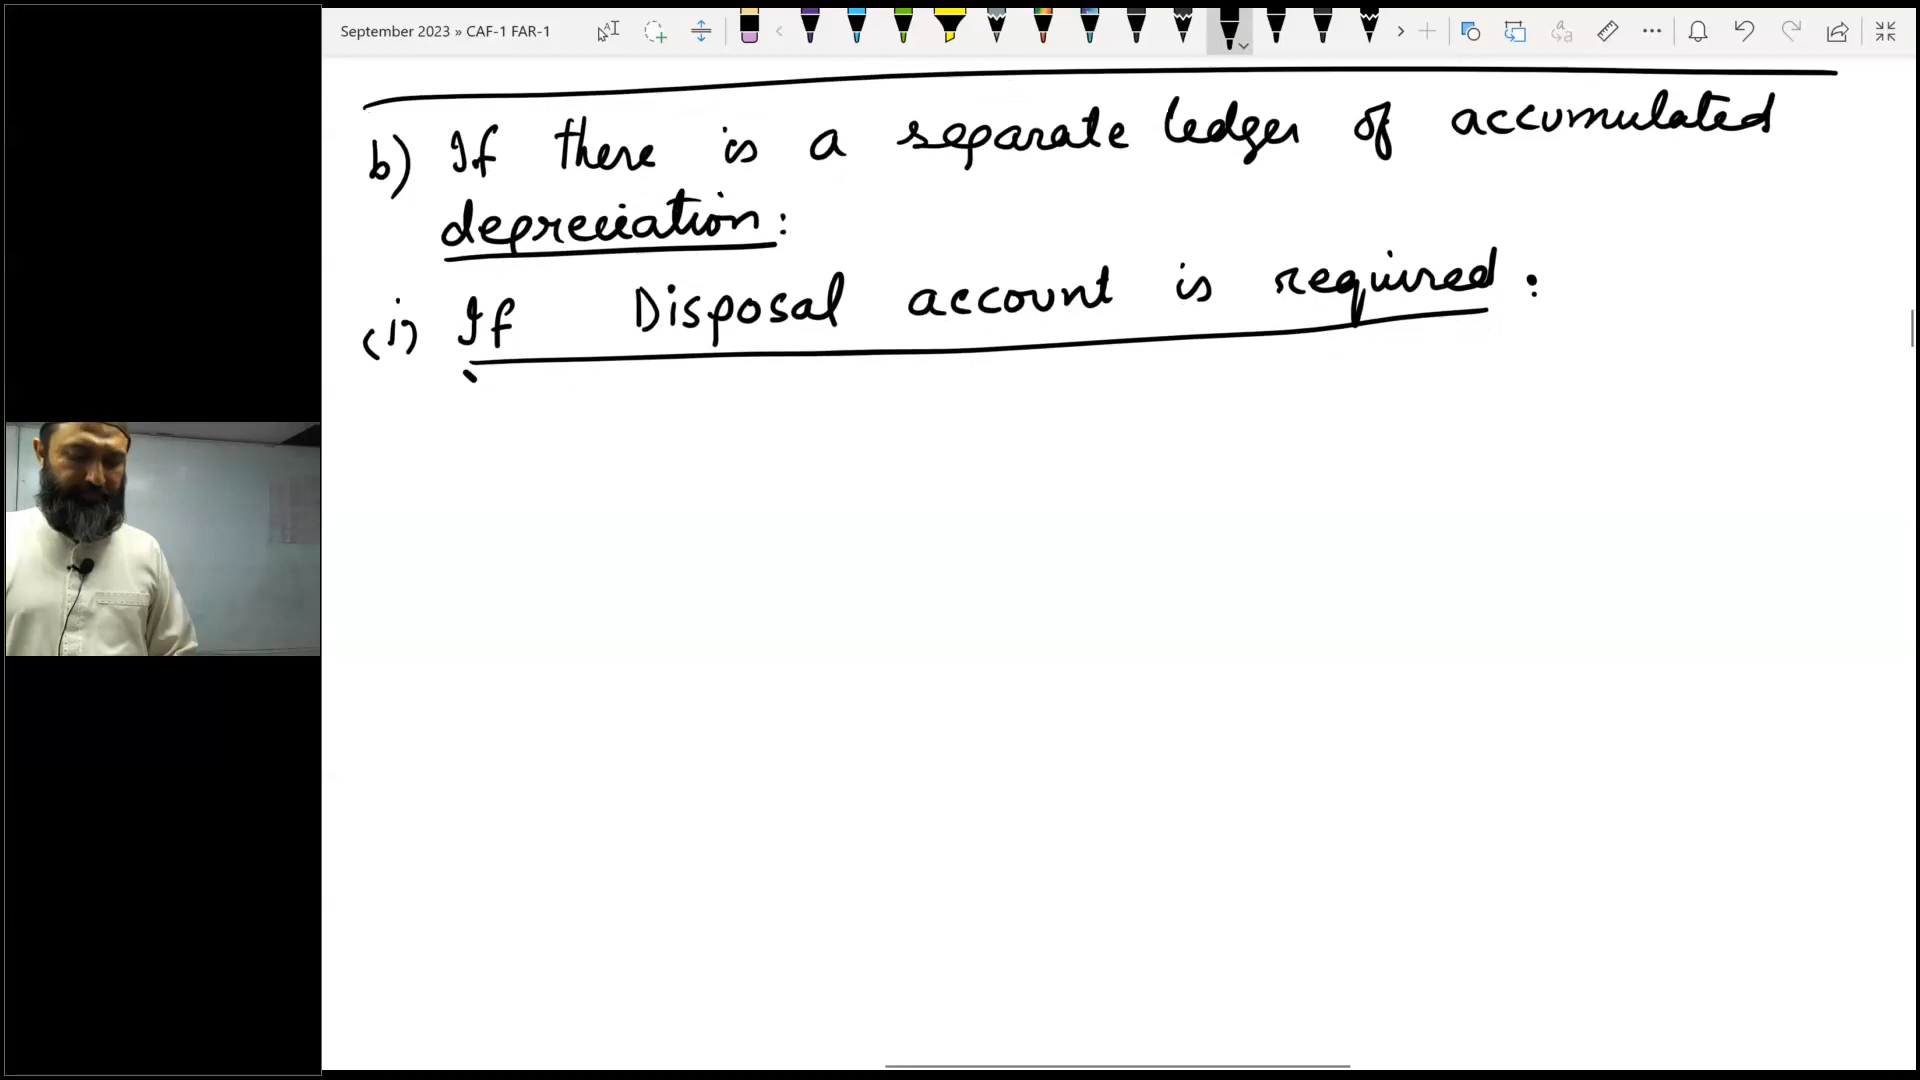 September 2023 » CAF-1 FAR-1
b) If there is a separate ledger of accumulated
depreciation:
(i) If Disposal account is required: